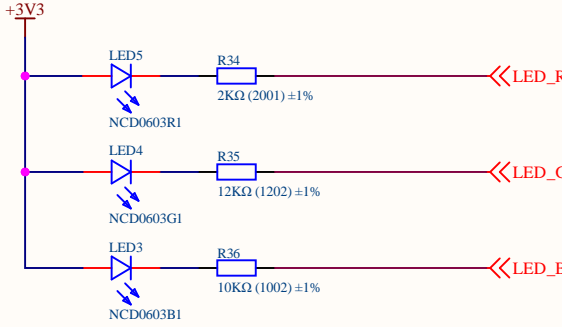 +3V3
LED5
R34
LED_R
2KΩ (2001) ±1%
NCD0603R1
LED4
R35
LED_G
12KΩ (1202) ±1%
NCD0603G1
LED3
R36
LED_B
10KΩ (1002) ±1%
NCD0603B1